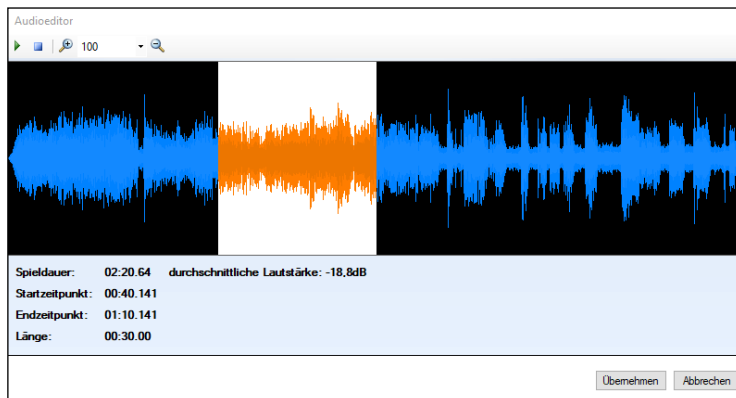 Audioeditor
100
Spieldauer: 02:20.64 durchschnittliche Lautstärke: -18,8dB
Startzeitpunkt: 00:40.141
Endzeitpunkt: 01:10.141
Länge: 00:30.00
Übernehmen Abbrechen